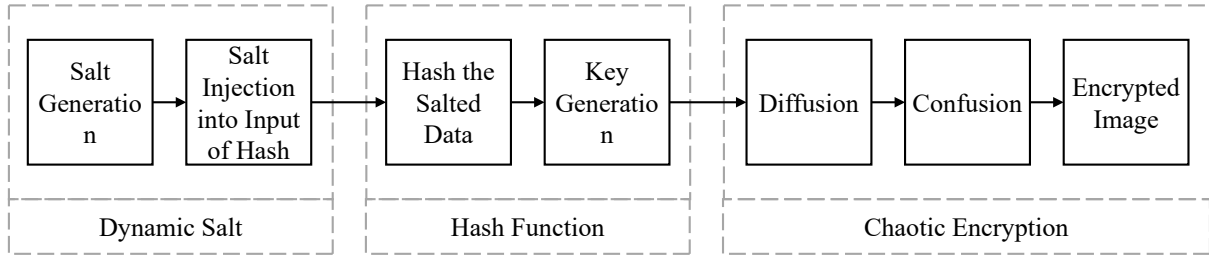 Salt
Generatio
n
Salt
Injection
into Input
of Hash
Hash the
Salted
Data
Key
Generatio
n
Diffusion
Confusion
Encrypted
Image
Dynamic Salt
Hash Function
Chaotic Encryption